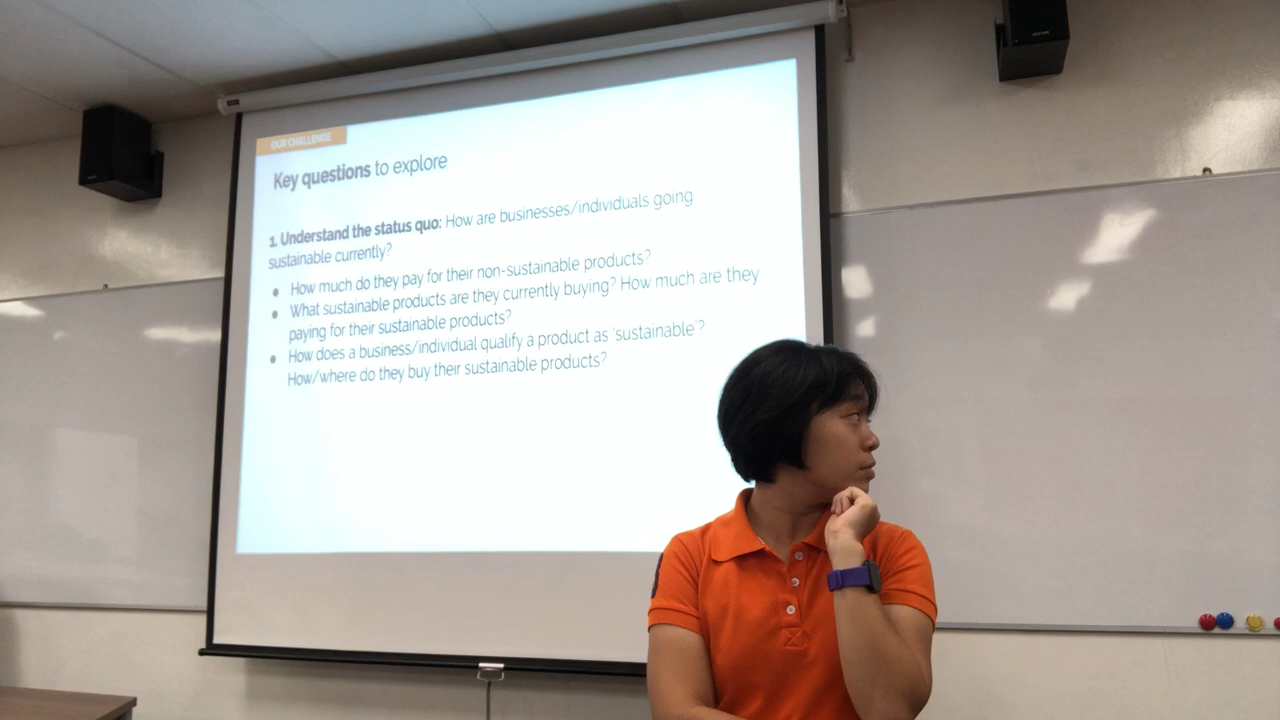 OUR CHALLENGE
Key questions to explore
1. Understand the status quo: How are businesses/individuals going
sustainable currently?
● How much do they pay for their non-sustainable products?
● What sustainable products are they currently buying? How much are they
paying for their sustainable products?
● How does a business/individual qualify a product as 'sustainable'?
How/where do they buy their sustainable products?